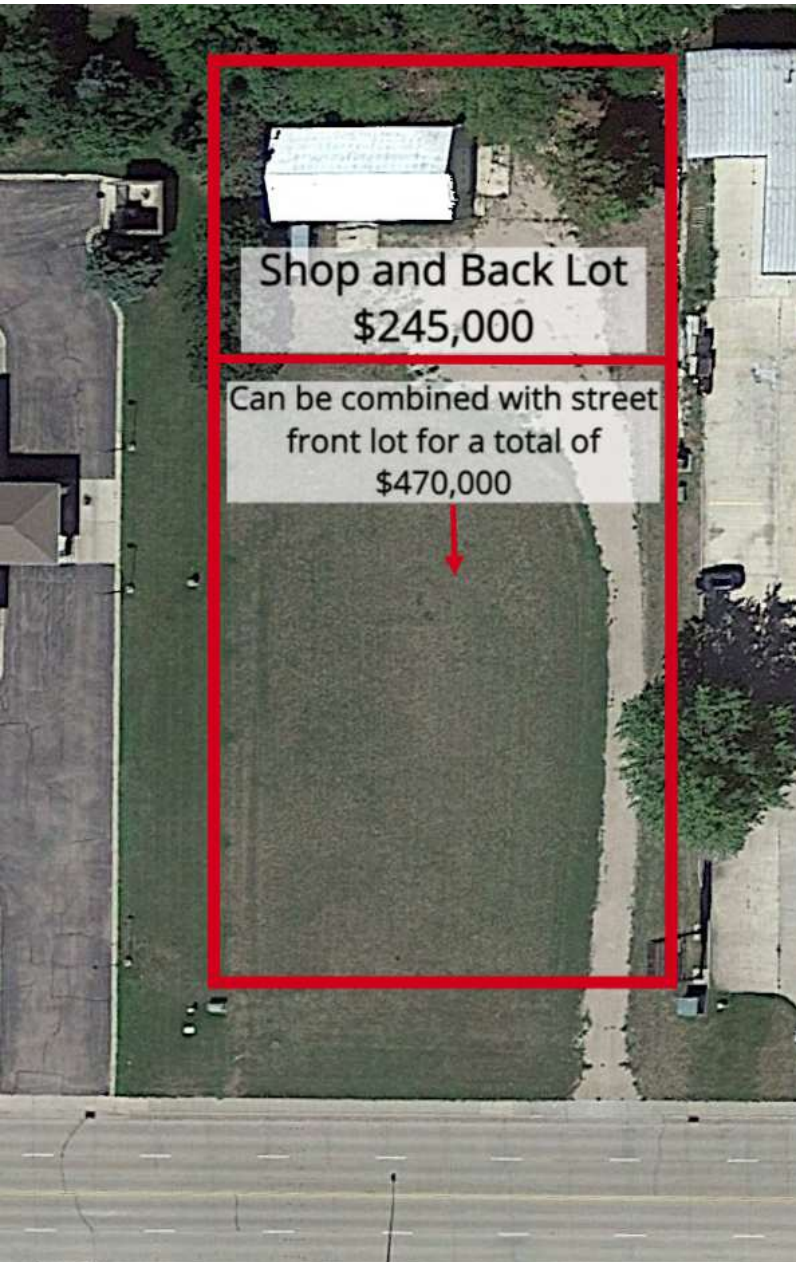 Shop and Back Lot
$245,000
Can be combined with street
front lot for a total of
$470,000